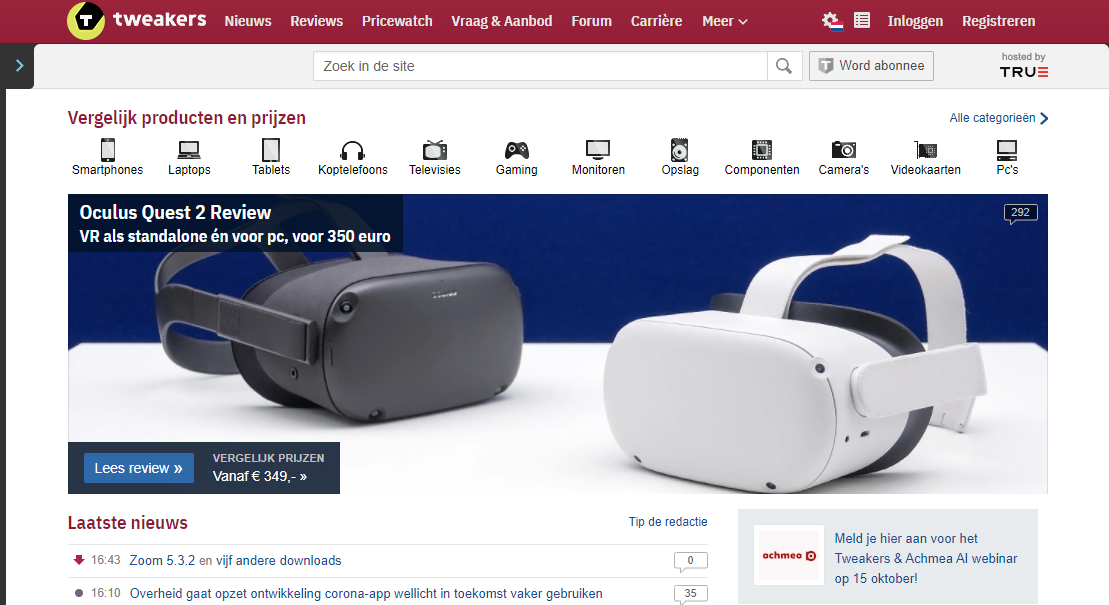 tweakers
Nieuws Reviews Pricewatch Vraag & Aanbod Forum Carrière Meer Inloggen Registreren
Zoek in de site
Word abonnee
hosted by
TRUE
Vergelijk producten en prijzen
Alle categorieën
Smartphones Laptops Tablets Koptelefoons Televisies Gaming Monitoren Opslag Componenten Camera's Videokaarten Pc's
Oculus Quest 2 Review
VR als standalone én voor pc, voor 350 euro
292
Lees review »
VERGELIJK PRIJZEN
Vanaf € 349,- »
Laatste nieuws
Tip de redactie
16:43 Zoom 5.3.2 en vijf andere downloads 0
16:10 Overheid gaat opzet ontwikkeling corona-app wellicht in toekomst vaker gebruiken 35
achmea
Meld je hier aan voor het
Tweakers & Achmea AI webinar
op 15 oktober!